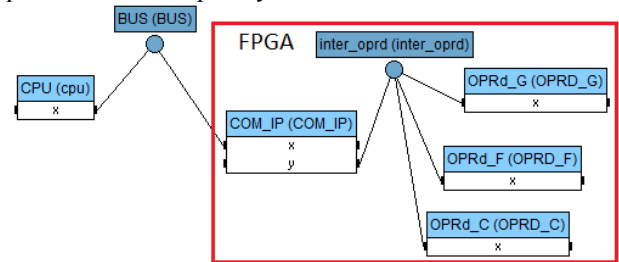 BUS (BUS)
FPGA
inter_oprd (inter_oprd)
CPU (cpu)
x
OPRd_G (OPRD_G)
x
COM_IP (COM_IP)
x
y
OPRd_F (OPRD_F)
x
OPRd_C (OPRD_C)
x